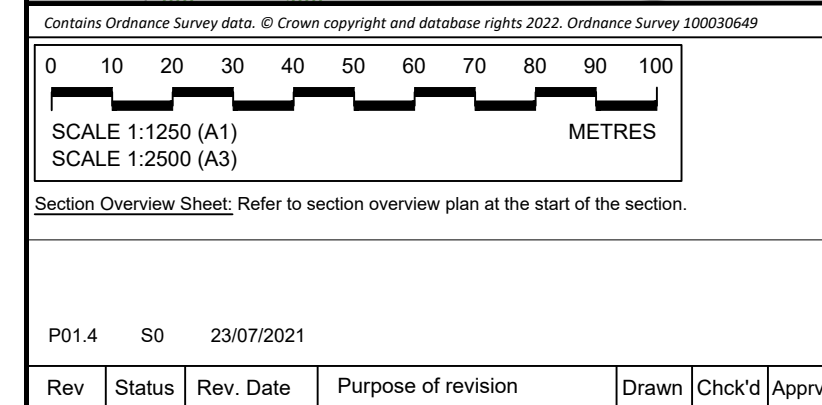 Contains Ordnance Survey data. © Crown copyright and database rights 2022. Ordnance Survey 100030649
0 10 20 30 40 50 60 70 80 90 100
SCALE 1:1250 (A1) METRES
SCALE 1:2500 (A3)
Section Overview Sheet: Refer to section overview plan at the start of the section.
P01.4 S0 23/07/2021
Rev Status Rev. Date Purpose of revision Drawn Chck'd Apprv